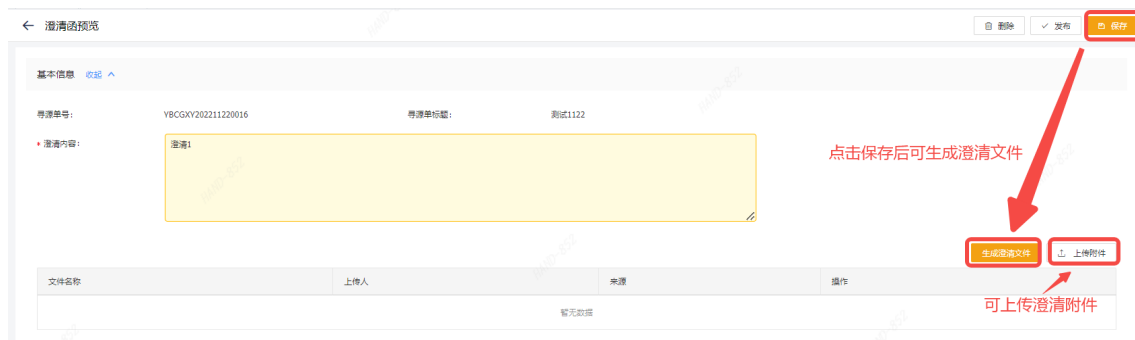 澄清函预览
删除
发布
保存
基本信息 收起
寻源单号： YBCGXY202211220016 寻源单标题： 测试1122
* 澄清内容： 澄清1
点击保存后可生成澄清文件
生成澄清文件 上传附件
文件名称 上传人 来源 操作
可上传澄清附件
暂无数据